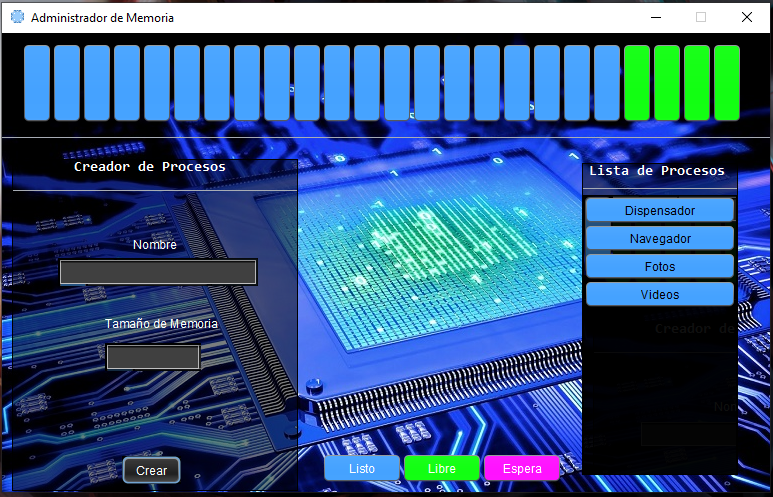 Administrador de Memoria
Creador de Procesos
Lista de Procesos
Nombre
Tamaño de Memoria
Crear
Dispensador
Navegador
Fotos
Videos
Creador de
Listo
Libre
Espera